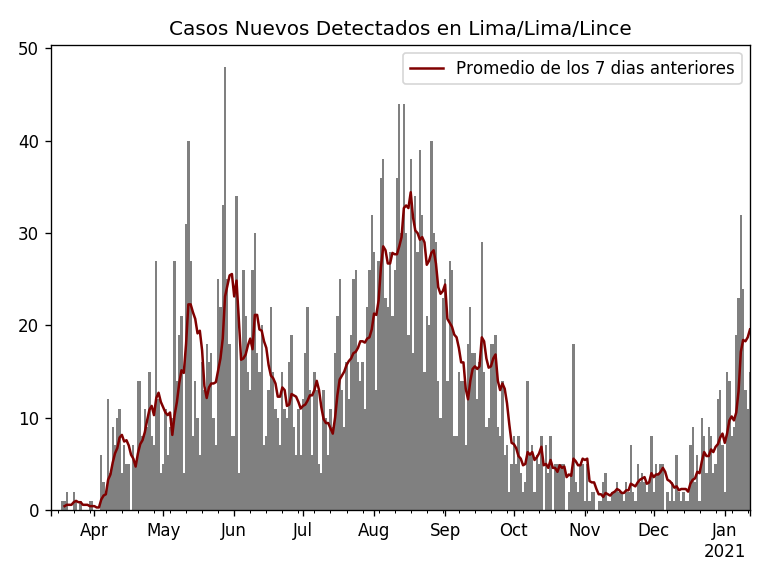 Casos Nuevos Detectados en Lima/Lima/Lince
Promedio de los 7 dias anteriores
50
40
30
20
10
0
Apr May Jun Jul Aug Sep Oct Nov Dec Jan
2021